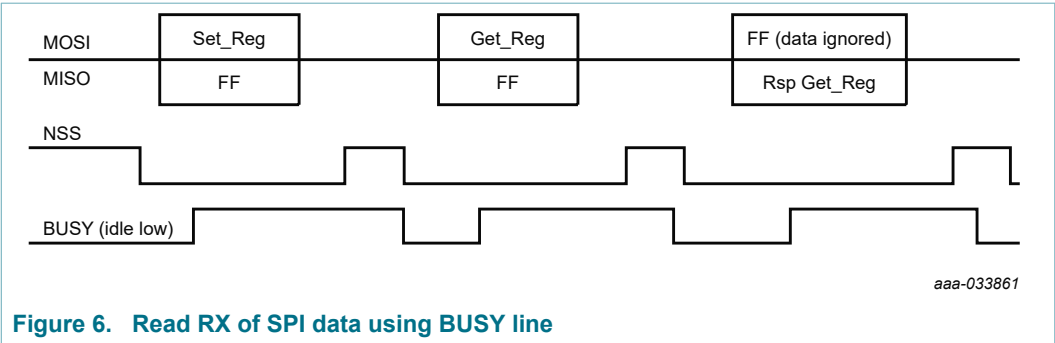 MOSI Set_Reg Get_Reg FF (data ignored)
MISO FF FF Rsp Get_Reg
NSS
BUSY (idle low)
aaa-033861
Figure 6. Read RX of SPI data using BUSY line